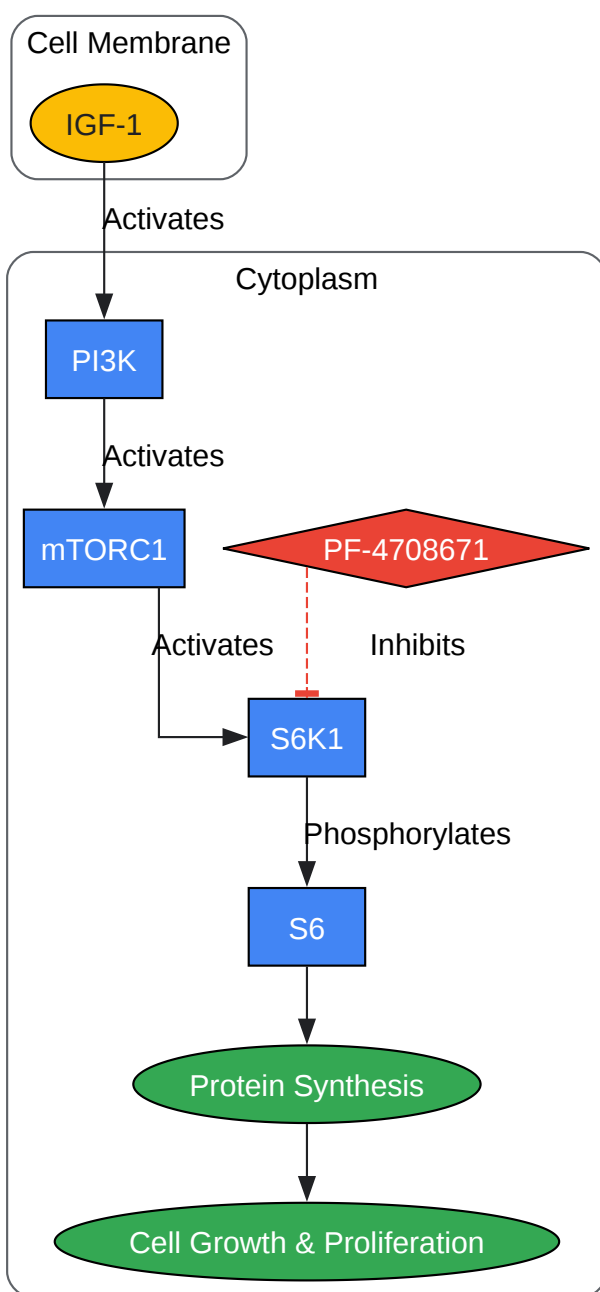 Cell Membrane
IGF-1
Activates
Cytoplasm
PI3K
Activates
mTORC1
PF-4708671
Activates
Inhibits
S6K1
Phosphorylates
S6
Protein Synthesis
Cell Growth & Proliferation